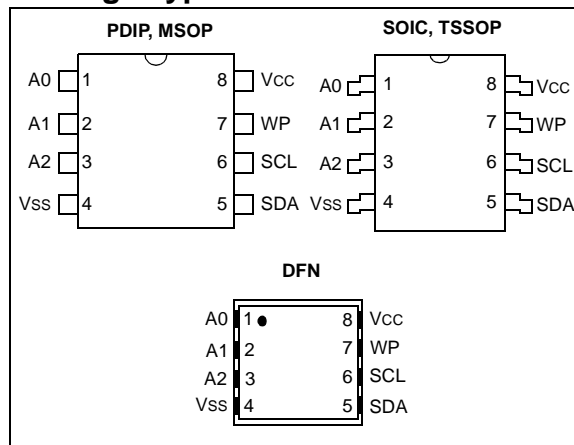 PDIP, MSOP
A0 1 8 VCC
A1 2 7 WP
A2 3 6 SCL
VSS 4 5 SDA
SOIC, TSSOP
A0 1 8 VCC
A1 2 7 WP
A2 3 6 SCL
VSS 4 5 SDA
DFN
A0 1 8 VCC
A1 2 7 WP
A2 3 6 SCL
VSS 4 5 SDA